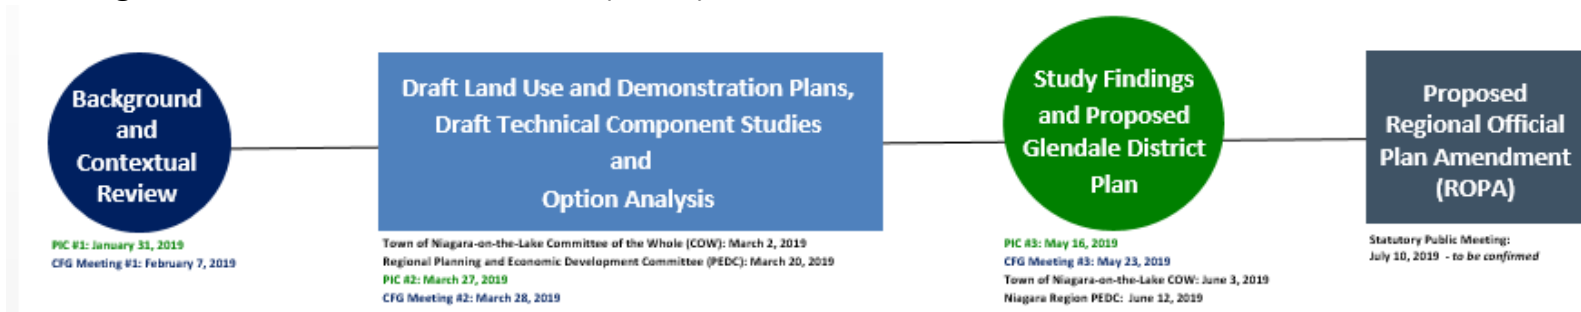 Background
and
Contextual
Review
PIC #1: January 31, 2019
CFG Meeting #1: February 7, 2019
Draft Land Use and Demonstration Plans,
Draft Technical Component Studies
and
Option Analysis
Town of Niagara-on-the-Lake Committee of the Whole (COW): March 2, 2019
Regional Planning and Economic Development Committee (PEDC): March 20, 2019
PIC #2: March 27, 2019
CFG Meeting #2: March 28, 2019
Study Findings
and Proposed
Glendale District
Plan
PIC #3: May 16, 2019
CFG Meeting #3: May 23, 2019
Town of Niagara-on-the-Lake COW: June 3, 2019
Niagara Region PEDC: June 12, 2019
Proposed
Regional Official
Plan Amendment
(ROPA)
Statutory Public Meeting:
July 10, 2019 - to be confirmed